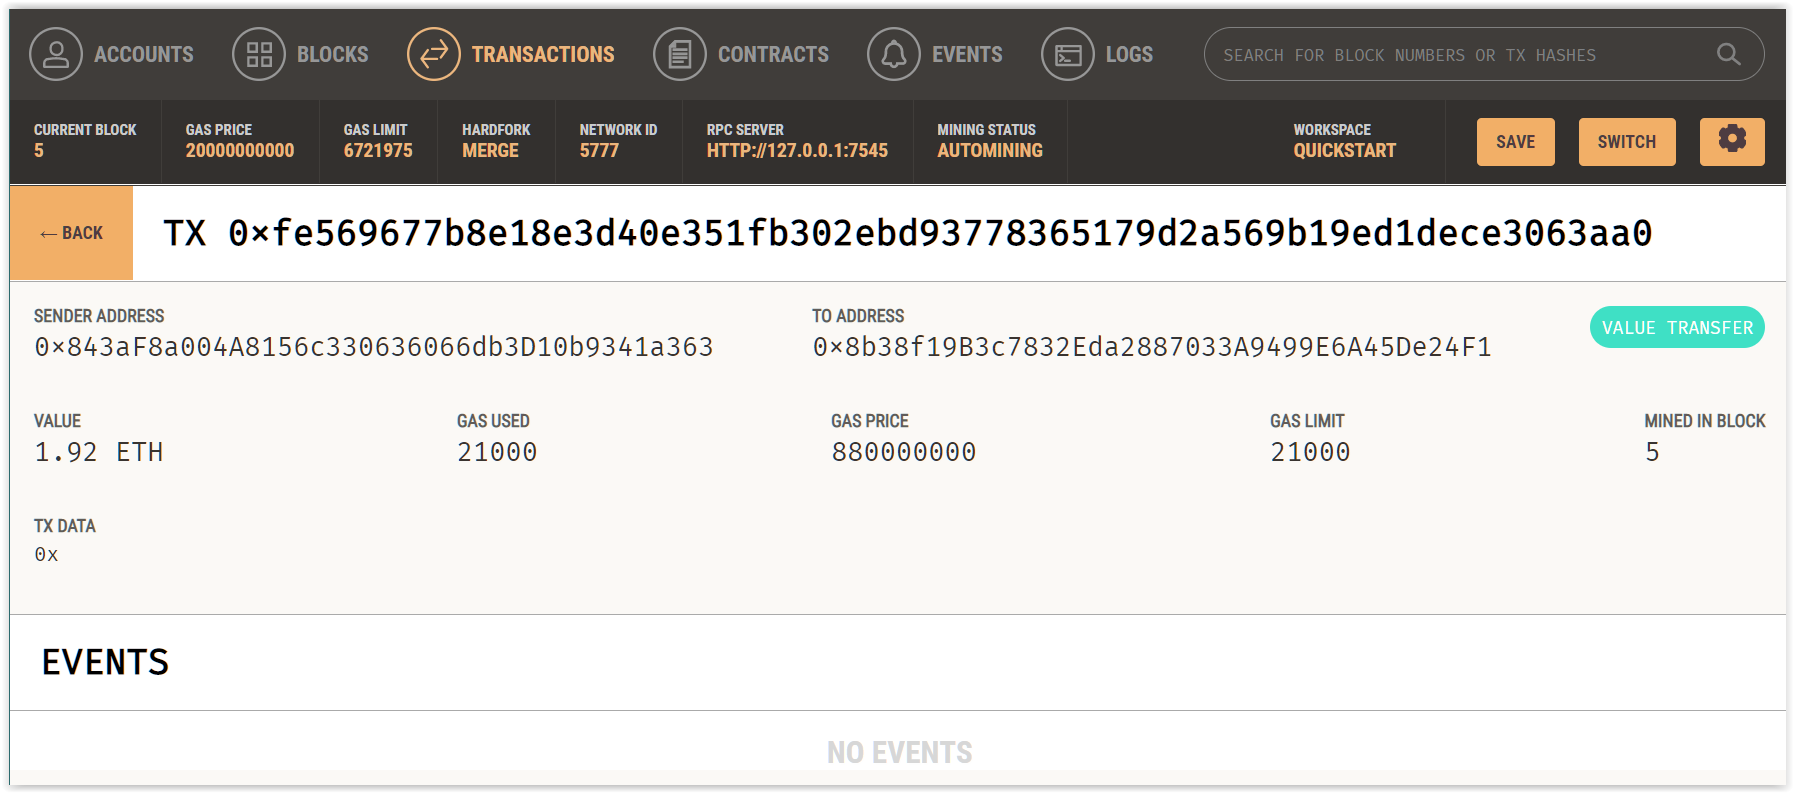 ACCOUNTS BLOCKS TRANSACTIONS CONTRACTS EVENTS LOGS SEARCH FOR BLOCK NUMBERS OR TX HASHES
CURRENT BLOCK GAS PRICE GAS LIMIT HARDFORK NETWORK ID RPC SERVER MINING STATUS WORKSPACE
5 20000000000 6721975 MERGE 5777 HTTP://127.0.0.1:7545 AUTOMINING QUICKSTART SAVE SWITCH
← BACK TX 0×fe569677b8e18e3d40e351fb302ebd93778365179d2a569b19ed1dece3063aa0
SENDER ADDRESS TO ADDRESS
0×843aF8a004A8156c330636066db3D10b9341a363 0×8b38f19B3c7832Eda2887033A9499E6A45De24F1 VALUE TRANSFER
VALUE GAS USED GAS PRICE GAS LIMIT MINED IN BLOCK
1.92 ETH 21000 880000000 21000 5
TX DATA
0x
EVENTS
NO EVENTS